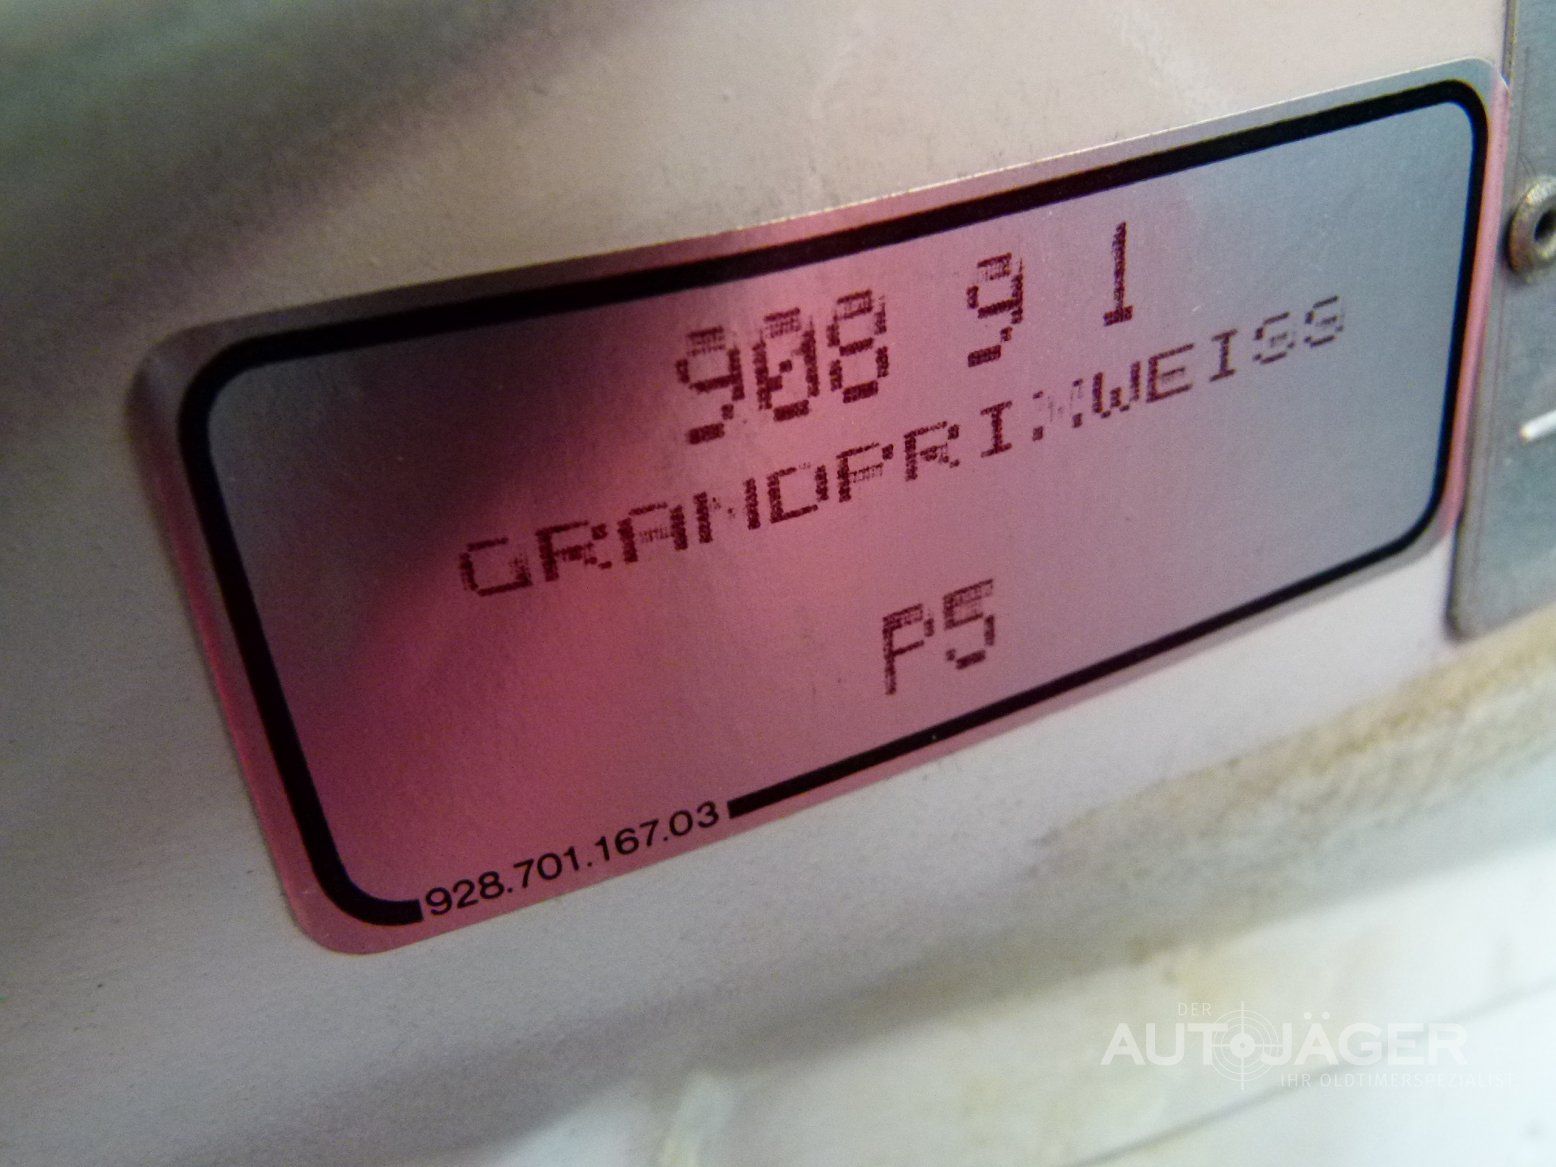 908 9 1
GRANDPRIXWEISS
P5
928.701.167.03
DER
AUTOJÄGER
IHR OLDTIMERSPEZIALIST